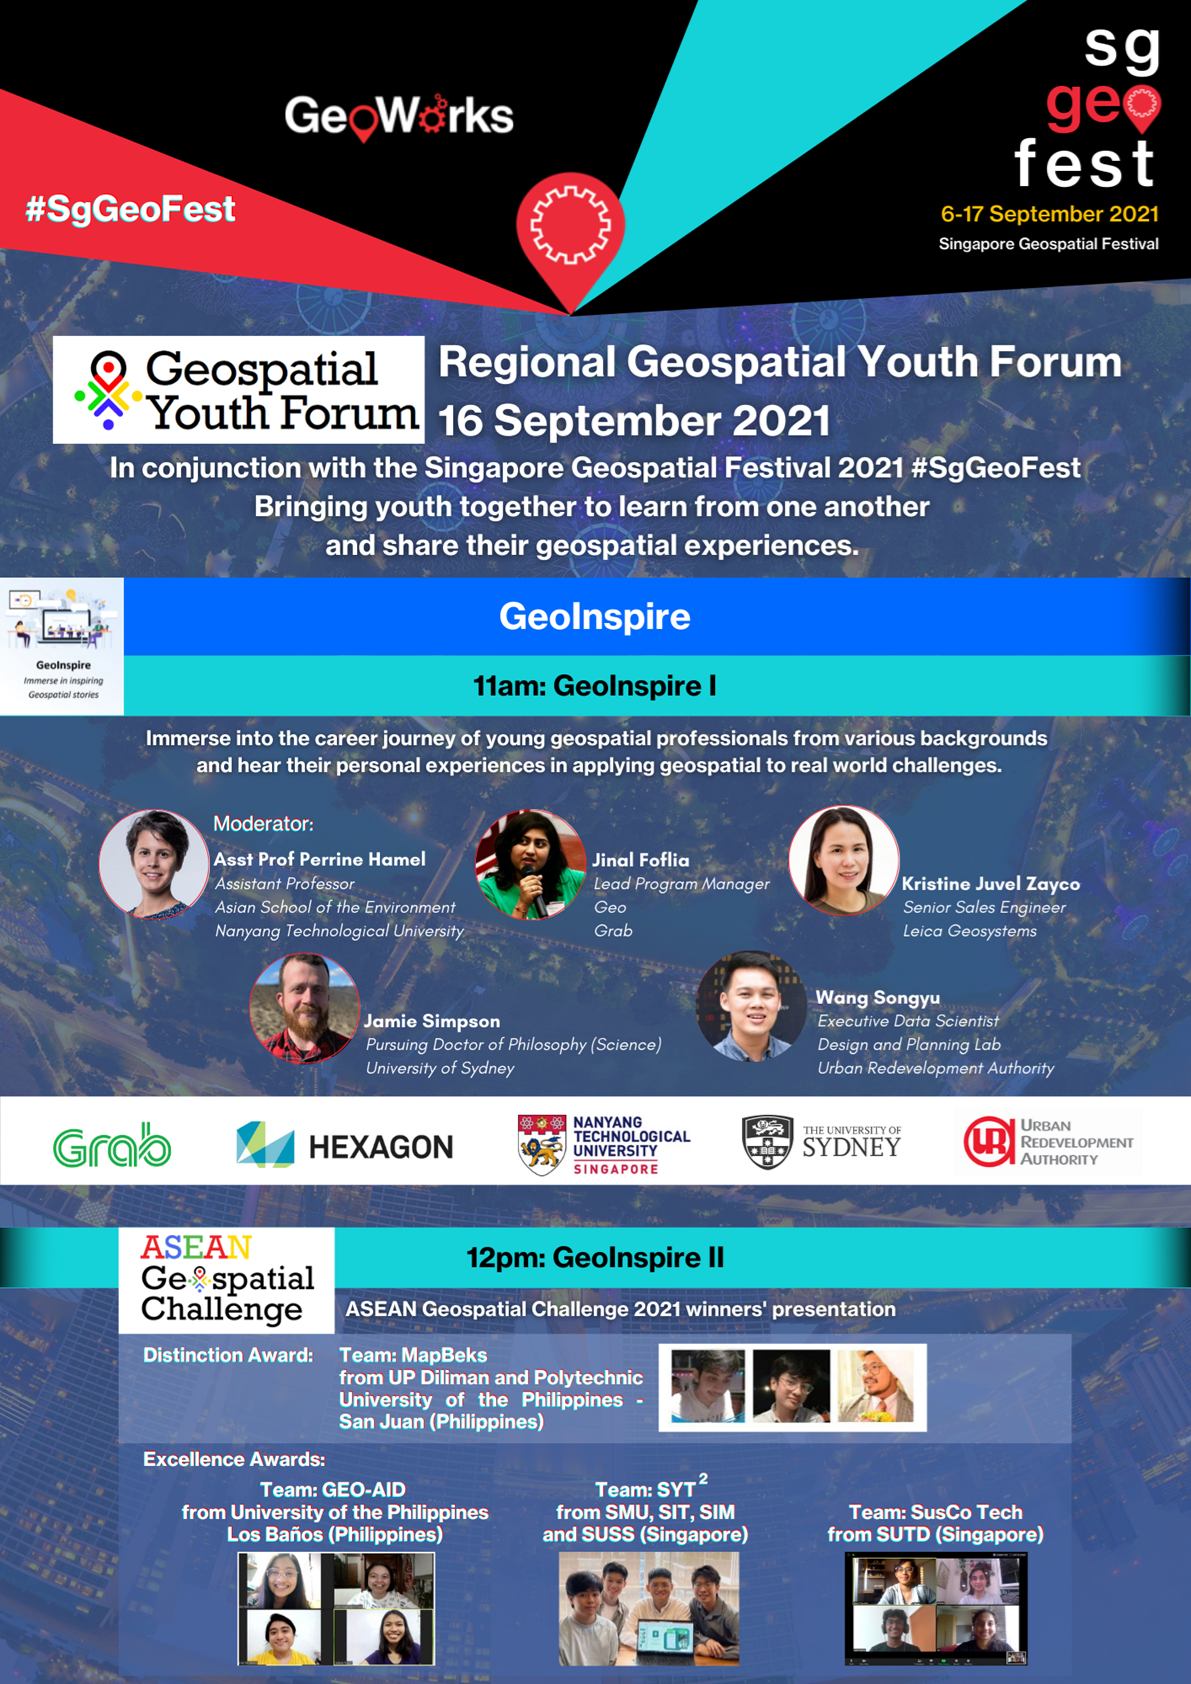 GeoWorks
sg
geo
fest
#SgGeoFest
6-17 September 2021
Singapore Geospatial Festival
Geospatial
Youth Forum
Regional Geospatial Youth Forum
16 September 2021
In conjunction with the Singapore Geospatial Festival 2021 #SgGeoFest
Bringing youth together to learn from one another
and share their geospatial experiences.
GeoInspire
Immerse in inspiring
Geospatial stories
GeoInspire
11am: GeoInspire I
Immerse into the career journey of young geospatial professionals from various backgrounds
and hear their personal experiences in applying geospatial to real world challenges.
Moderator:
Asst Prof Perrine Hamel
Assistant Professor
Asian School of the Environment
Nanyang Technological University
Jinal Foflia
Lead Program Manager
Geo
Grab
Kristine Juvel Zayco
Senior Sales Engineer
Leica Geosystems
Jamie Simpson
Pursuing Doctor of Philosophy (Science)
University of Sydney
Wang Songyu
Executive Data Scientist
Design and Planning Lab
Urban Redevelopment Authority
Grab
HEXAGON
NANYANG
TECHNOLOGICAL
UNIVERSITY
SINGAPORE
THE UNIVERSITY OF
SYDNEY
URBAN
REDEVELOPMENT
AUTHORITY
ASEAN
Geospatial
Challenge
12pm: GeoInspire II
ASEAN Geospatial Challenge 2021 winners' presentation
Distinction Award:
Team: MapBeks
from UP Diliman and Polytechnic
University of the Philippines -
San Juan (Philippines)
Excellence Awards:
Team: GEO-AID
from University of the Philippines
Los Baños (Philippines)
Team: SYT²
from SMU, SIT, SIM
and SUSS (Singapore)
Team: SusCo Tech
from SUTD (Singapore)